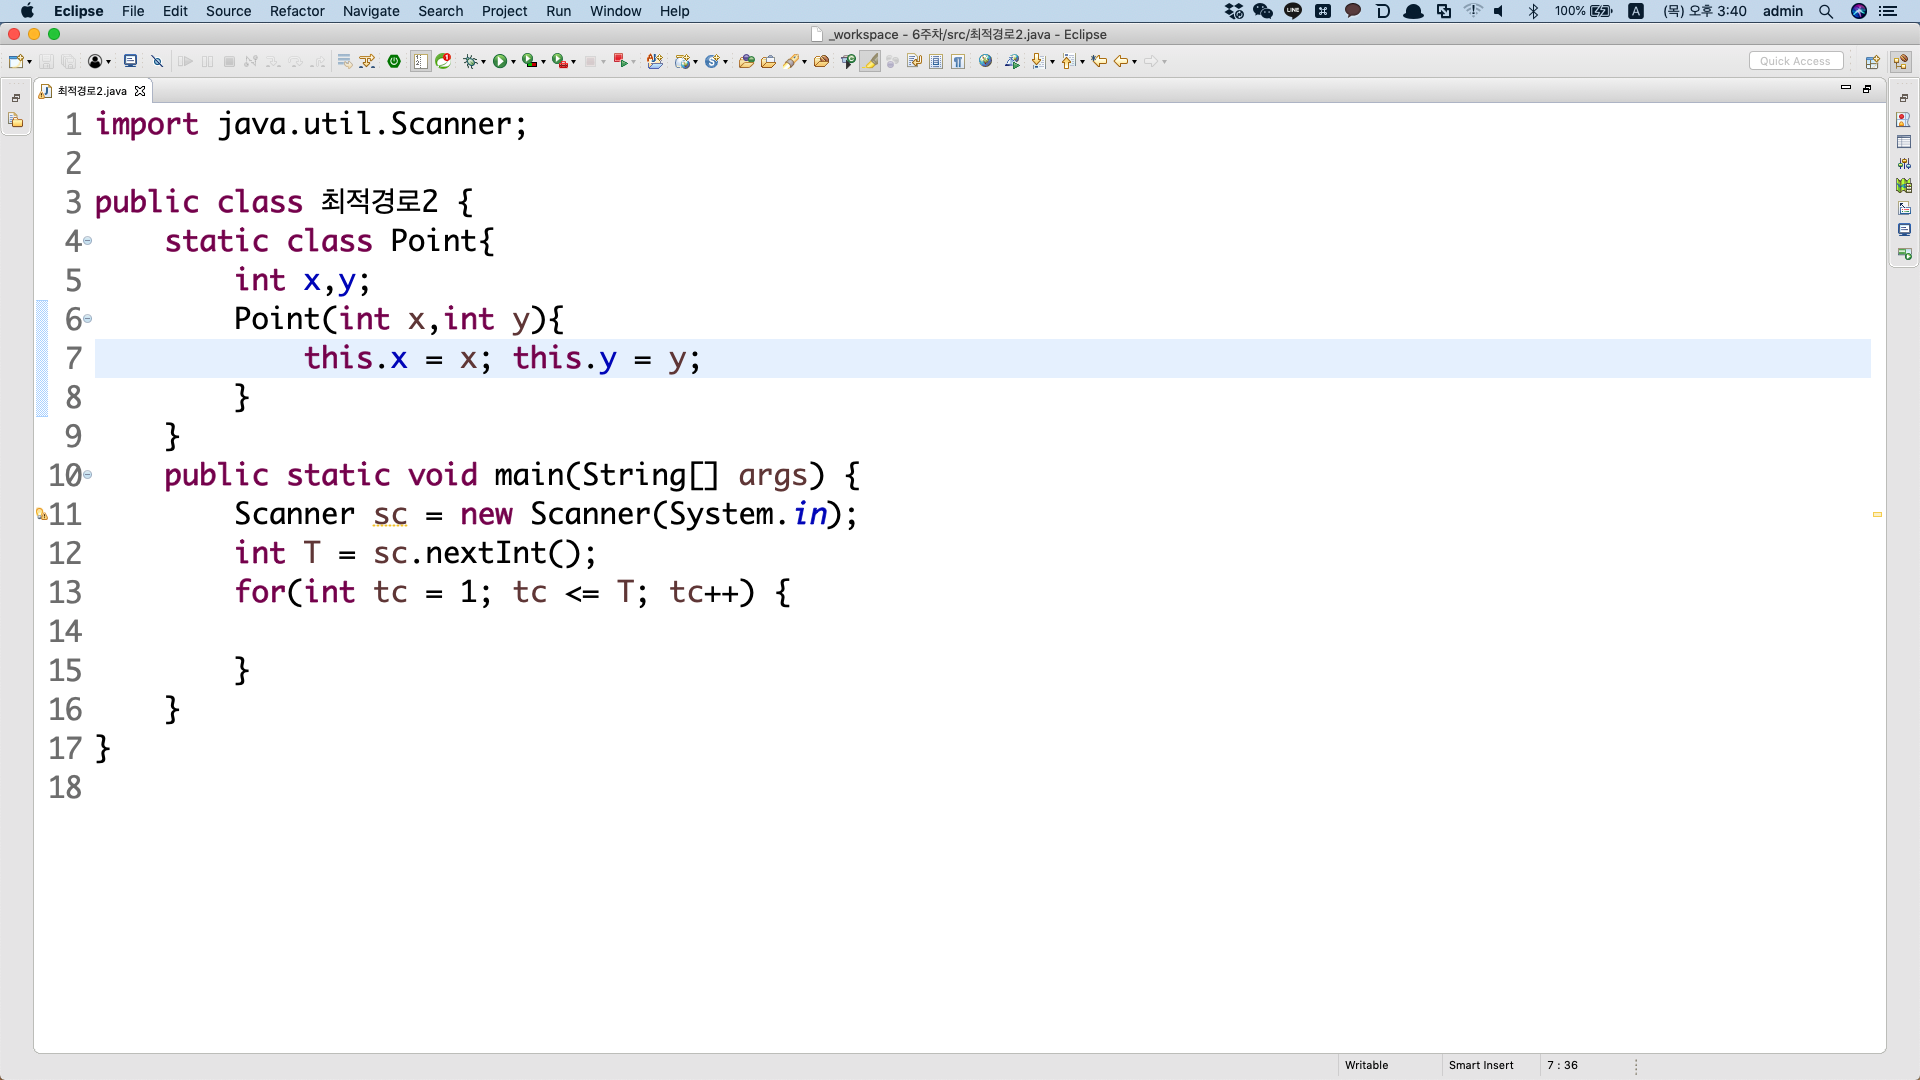 Eclipse File Edit Source Refactor Navigate Search Project Run Window Help LINE 100% A (목) 오후 3:40 admin
_workspace - 6주차/src/최적경로2.java - Eclipse
Quick Access
최적경로2.java
1 import java.util.Scanner;
2
3 public class 최적경로2 {
4 static class Point{
5 int x,y;
6 Point(int x,int y){
7 this.x = x; this.y = y;
8 }
9 }
10 public static void main(String[] args) {
11 Scanner sc = new Scanner(System.in);
12 int T = sc.nextInt();
13 for(int tc = 1; tc <= T; tc++) {
14
15 }
16 }
17 }
18
Writable Smart Insert 7 : 36